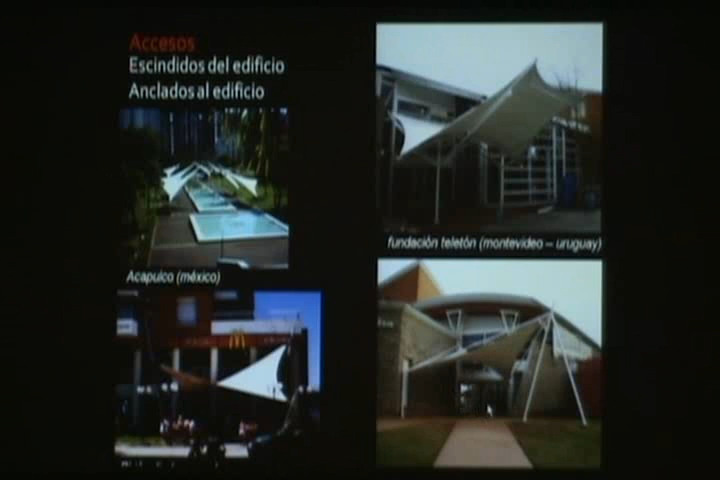 Accesos
Escindidos del edificio
Anclados al edificio
fundación teletón (montevideo – uruguay)
Acapulco (méxico)